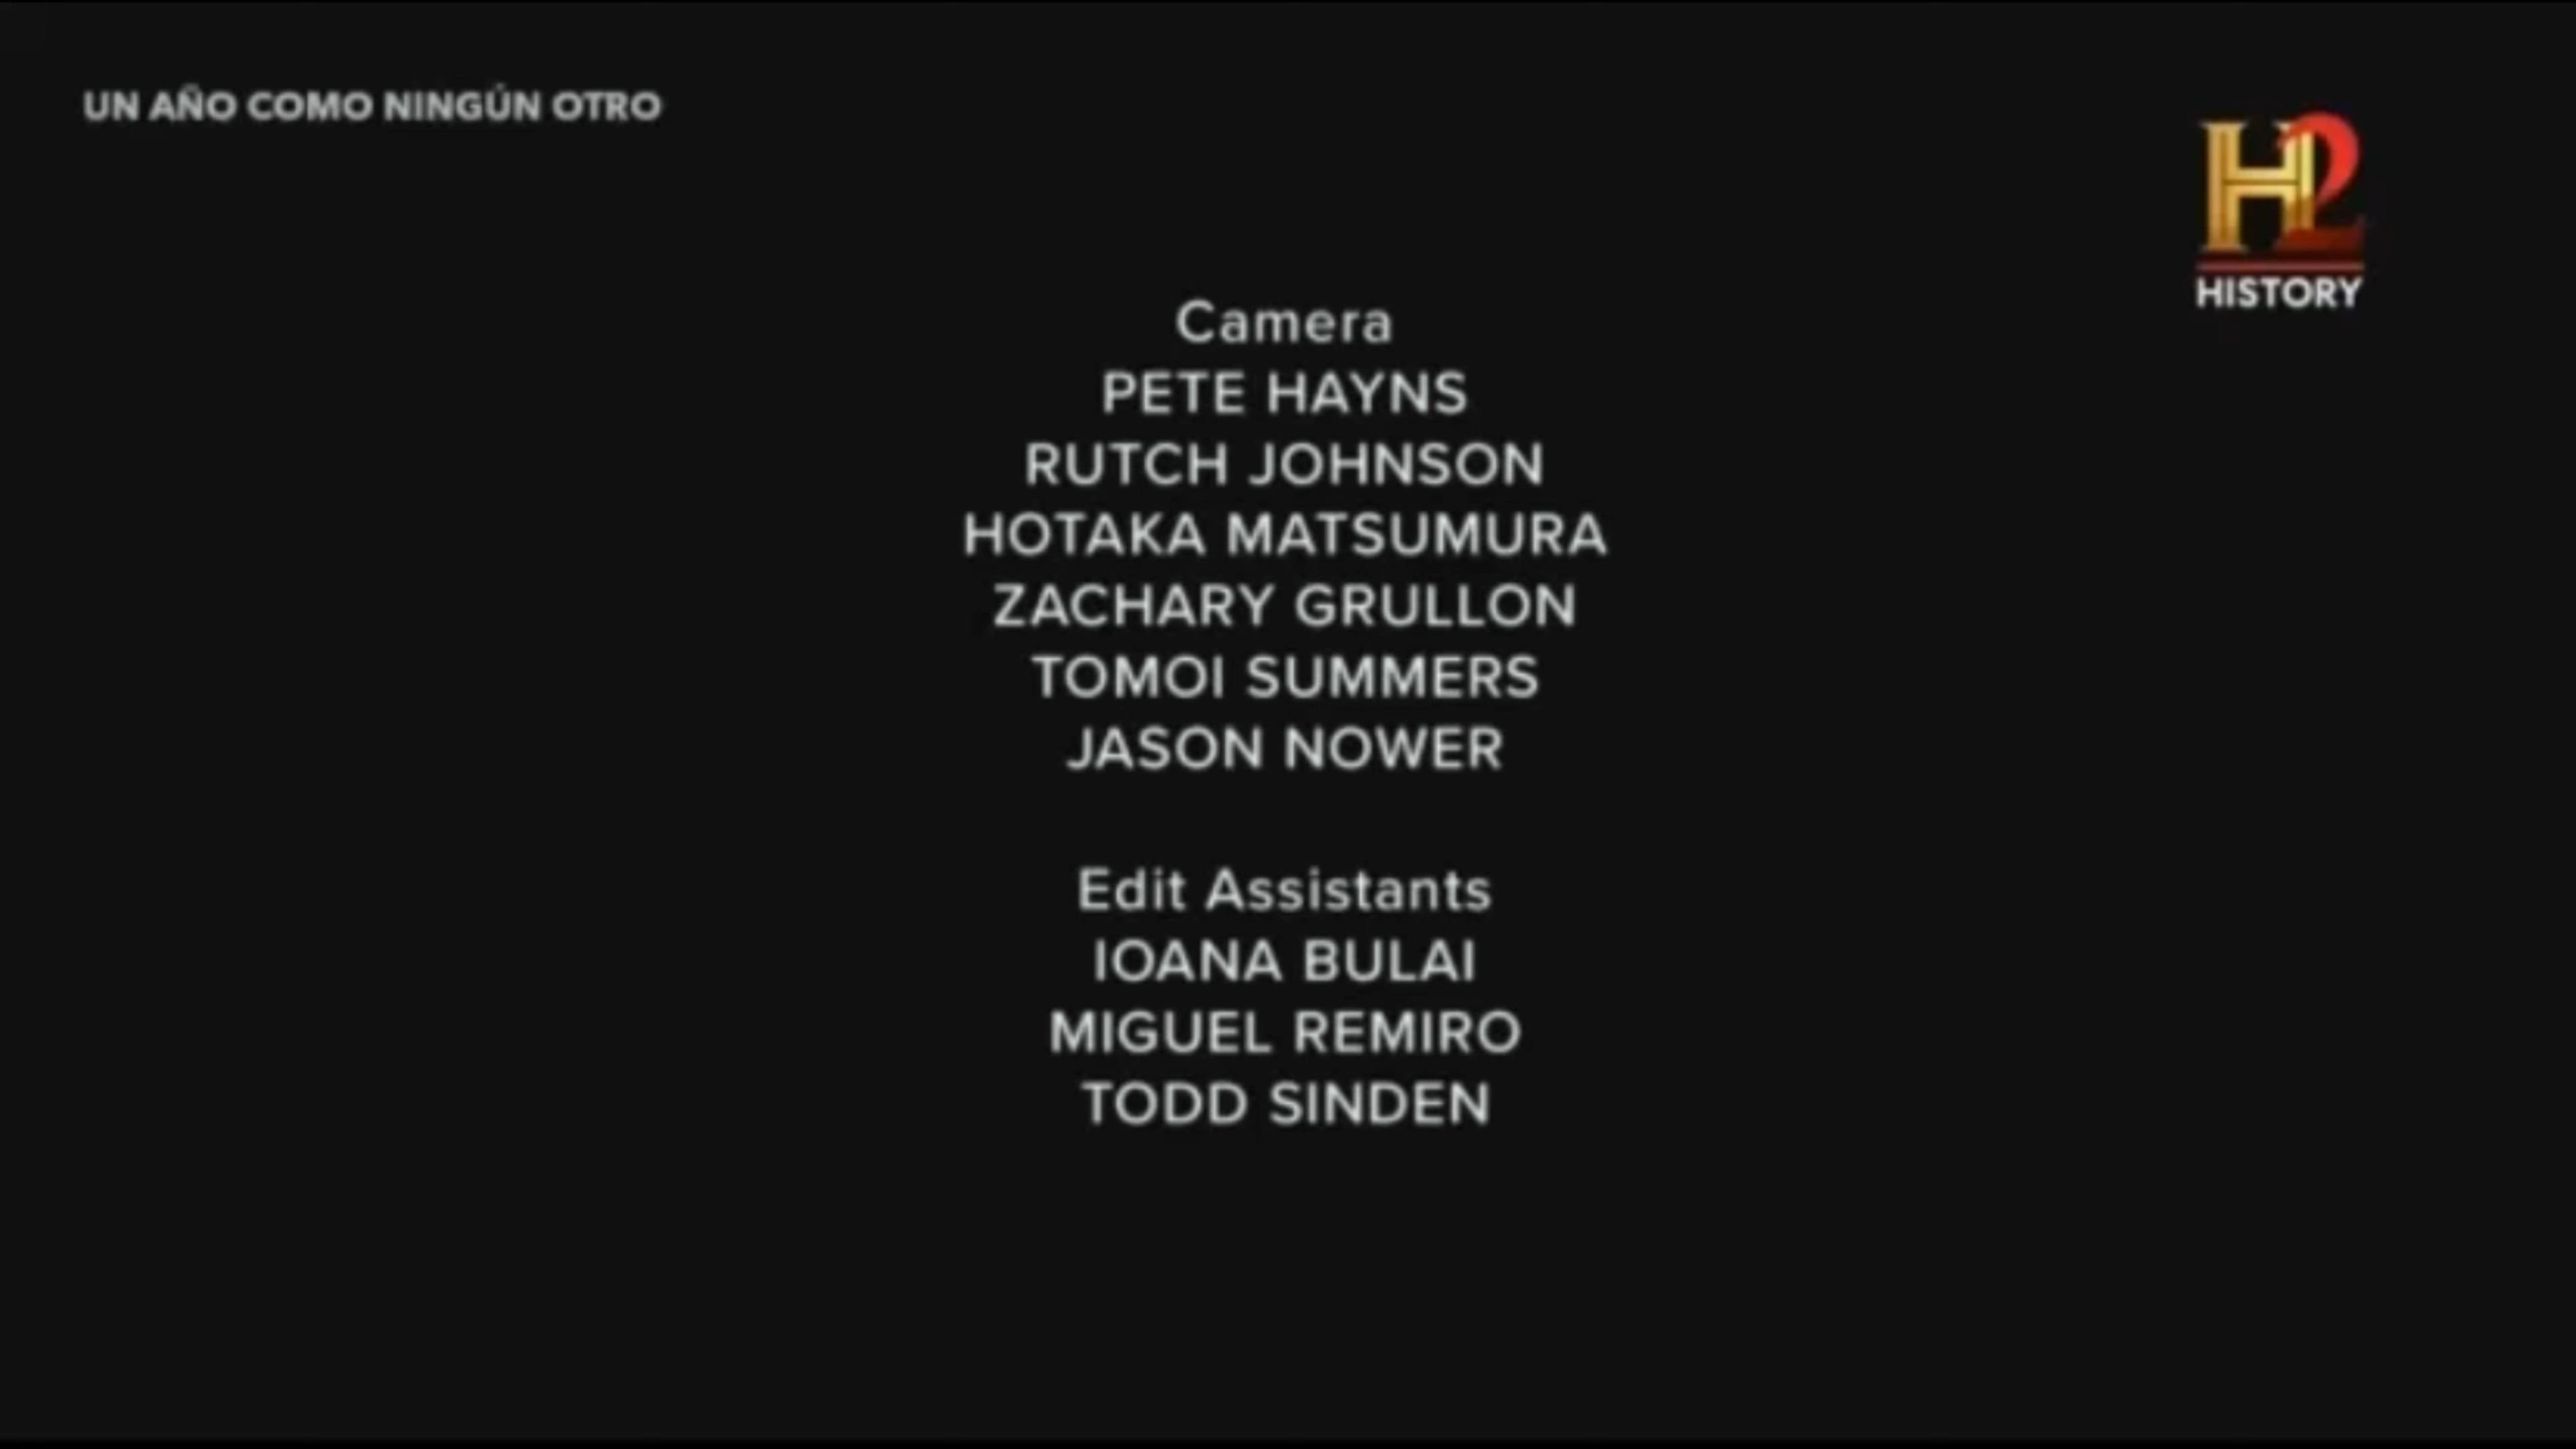 UN AÑO COMO NINGÚN OTRO
H2
HISTORY
Camera
PETE HAYNS
RUTCH JOHNSON
HOTAKA MATSUMURA
ZACHARY GRULLON
TOMOI SUMMERS
JASON NOWER
Edit Assistants
IOANA BULAI
MIGUEL REMIRO
TODD SINDEN